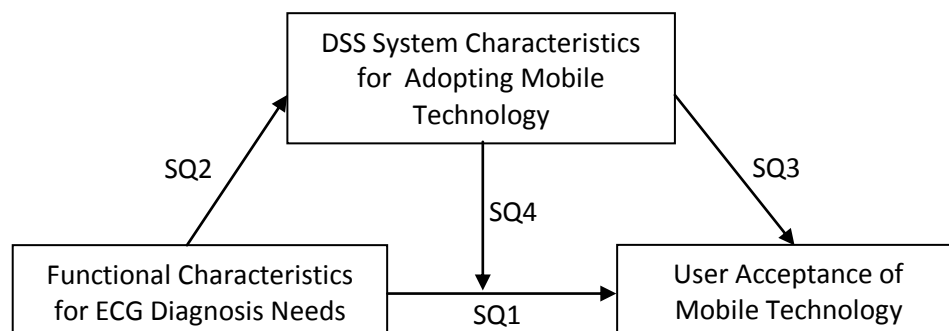 DSS System Characteristics
for Adopting Mobile
Technology
SQ2
SQ3
SQ4
Functional Characteristics
for ECG Diagnosis Needs
SQ1
User Acceptance of
Mobile Technology